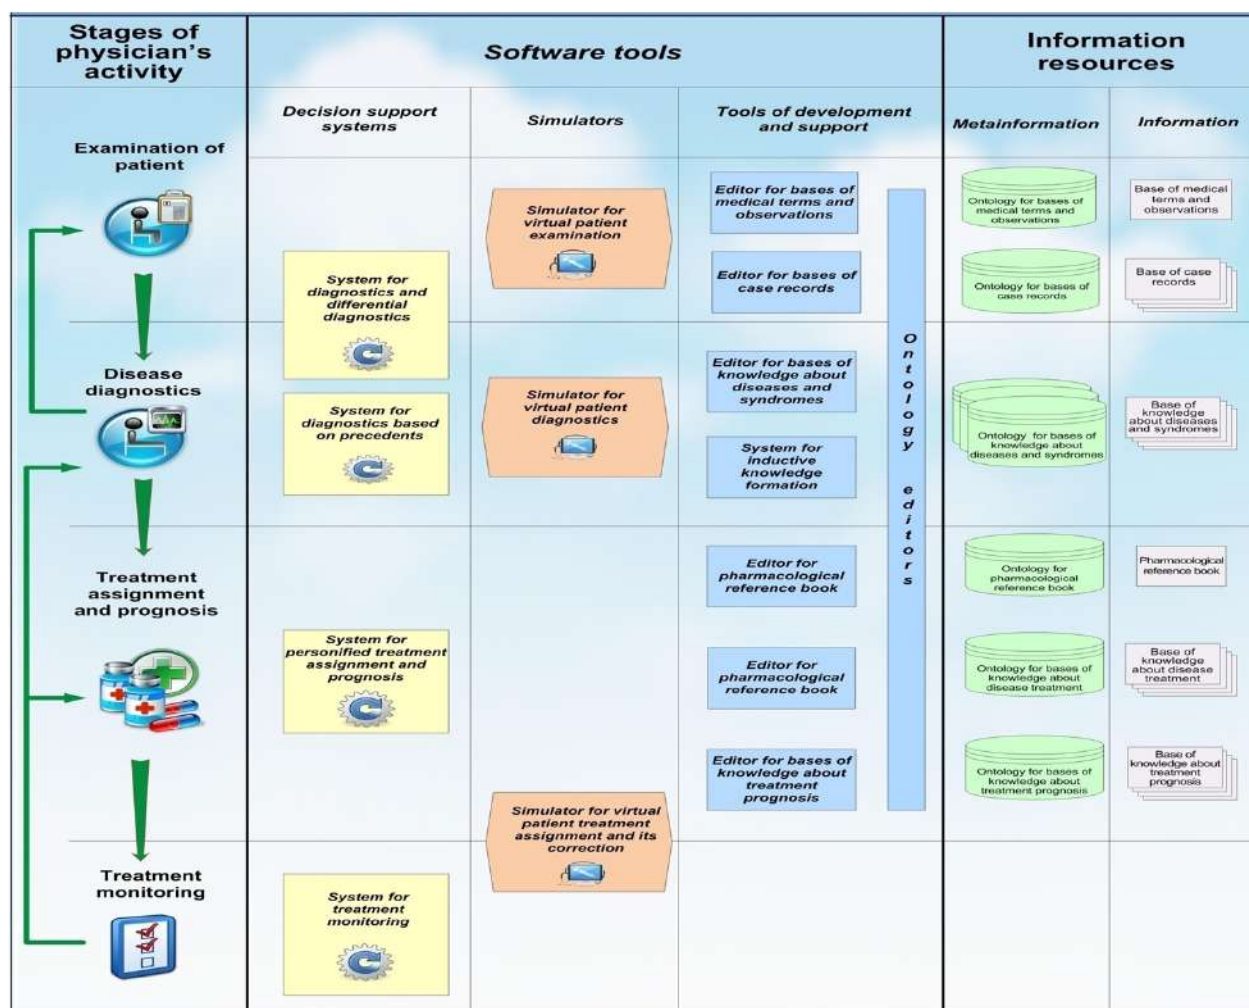 Stages of
physician's
activity
Software tools
Information
resources
Decision support
systems
Simulators
Tools of development
and support
Metainformation
Information
Examination of
patient
Simulator for
virtual patient
examination
Editor for bases of
medical terms and
observations
Ontology for bases of
medical terms and
observations
Base of medical
terms and
observations
System for
diagnostics and
differential
diagnostics
Editor for bases of
case records
Ontology for bases of
case records
Base of case
records
Ontology editors
Disease
diagnostics
System for
diagnostics based
on precedents
Simulator for
virtual patient
diagnostics
Editor for bases of
knowledge about
diseases and
syndromes
Ontology for bases of
knowledge about
diseases and syndromes
Base of
knowledge
about diseases
and syndromes
System for
inductive
knowledge
formation
Treatment
assignment
and prognosis
Editor for
pharmacological
reference book
Ontology for
pharmacological
reference book
Pharmacological
reference book
System for
personified treatment
assignment and
prognosis
Editor for
pharmacological
reference book
Ontology for bases of
knowledge about
disease treatment
Base of
knowledge
about disease
treatment
Editor for bases of
knowledge about
treatment
prognosis
Ontology for bases of
knowledge about
treatment prognosis
Base of
knowledge about
treatment
prognosis
Simulator for virtual
patient treatment
assignment and its
correction
Treatment
monitoring
System for
treatment
monitoring